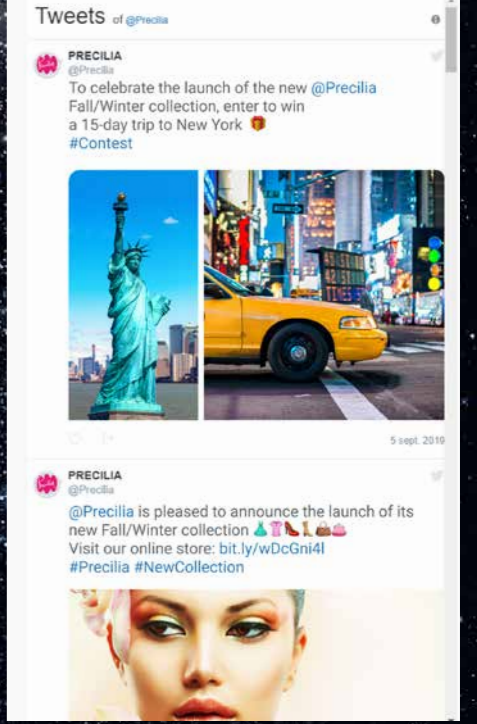 Tweets of @Precilia
PRECILIA
@Precilia
To celebrate the launch of the new @Precilia
Fall/Winter collection, enter to win
a 15-day trip to New York 🎁
#Contest
5 sept. 2019
PRECILIA
@Precilia
@Precilia is pleased to announce the launch of its
new Fall/Winter collection 👗👚👠👢👜👛
Visit our online store: bit.ly/wDcGni4l
#Precilia #NewCollection